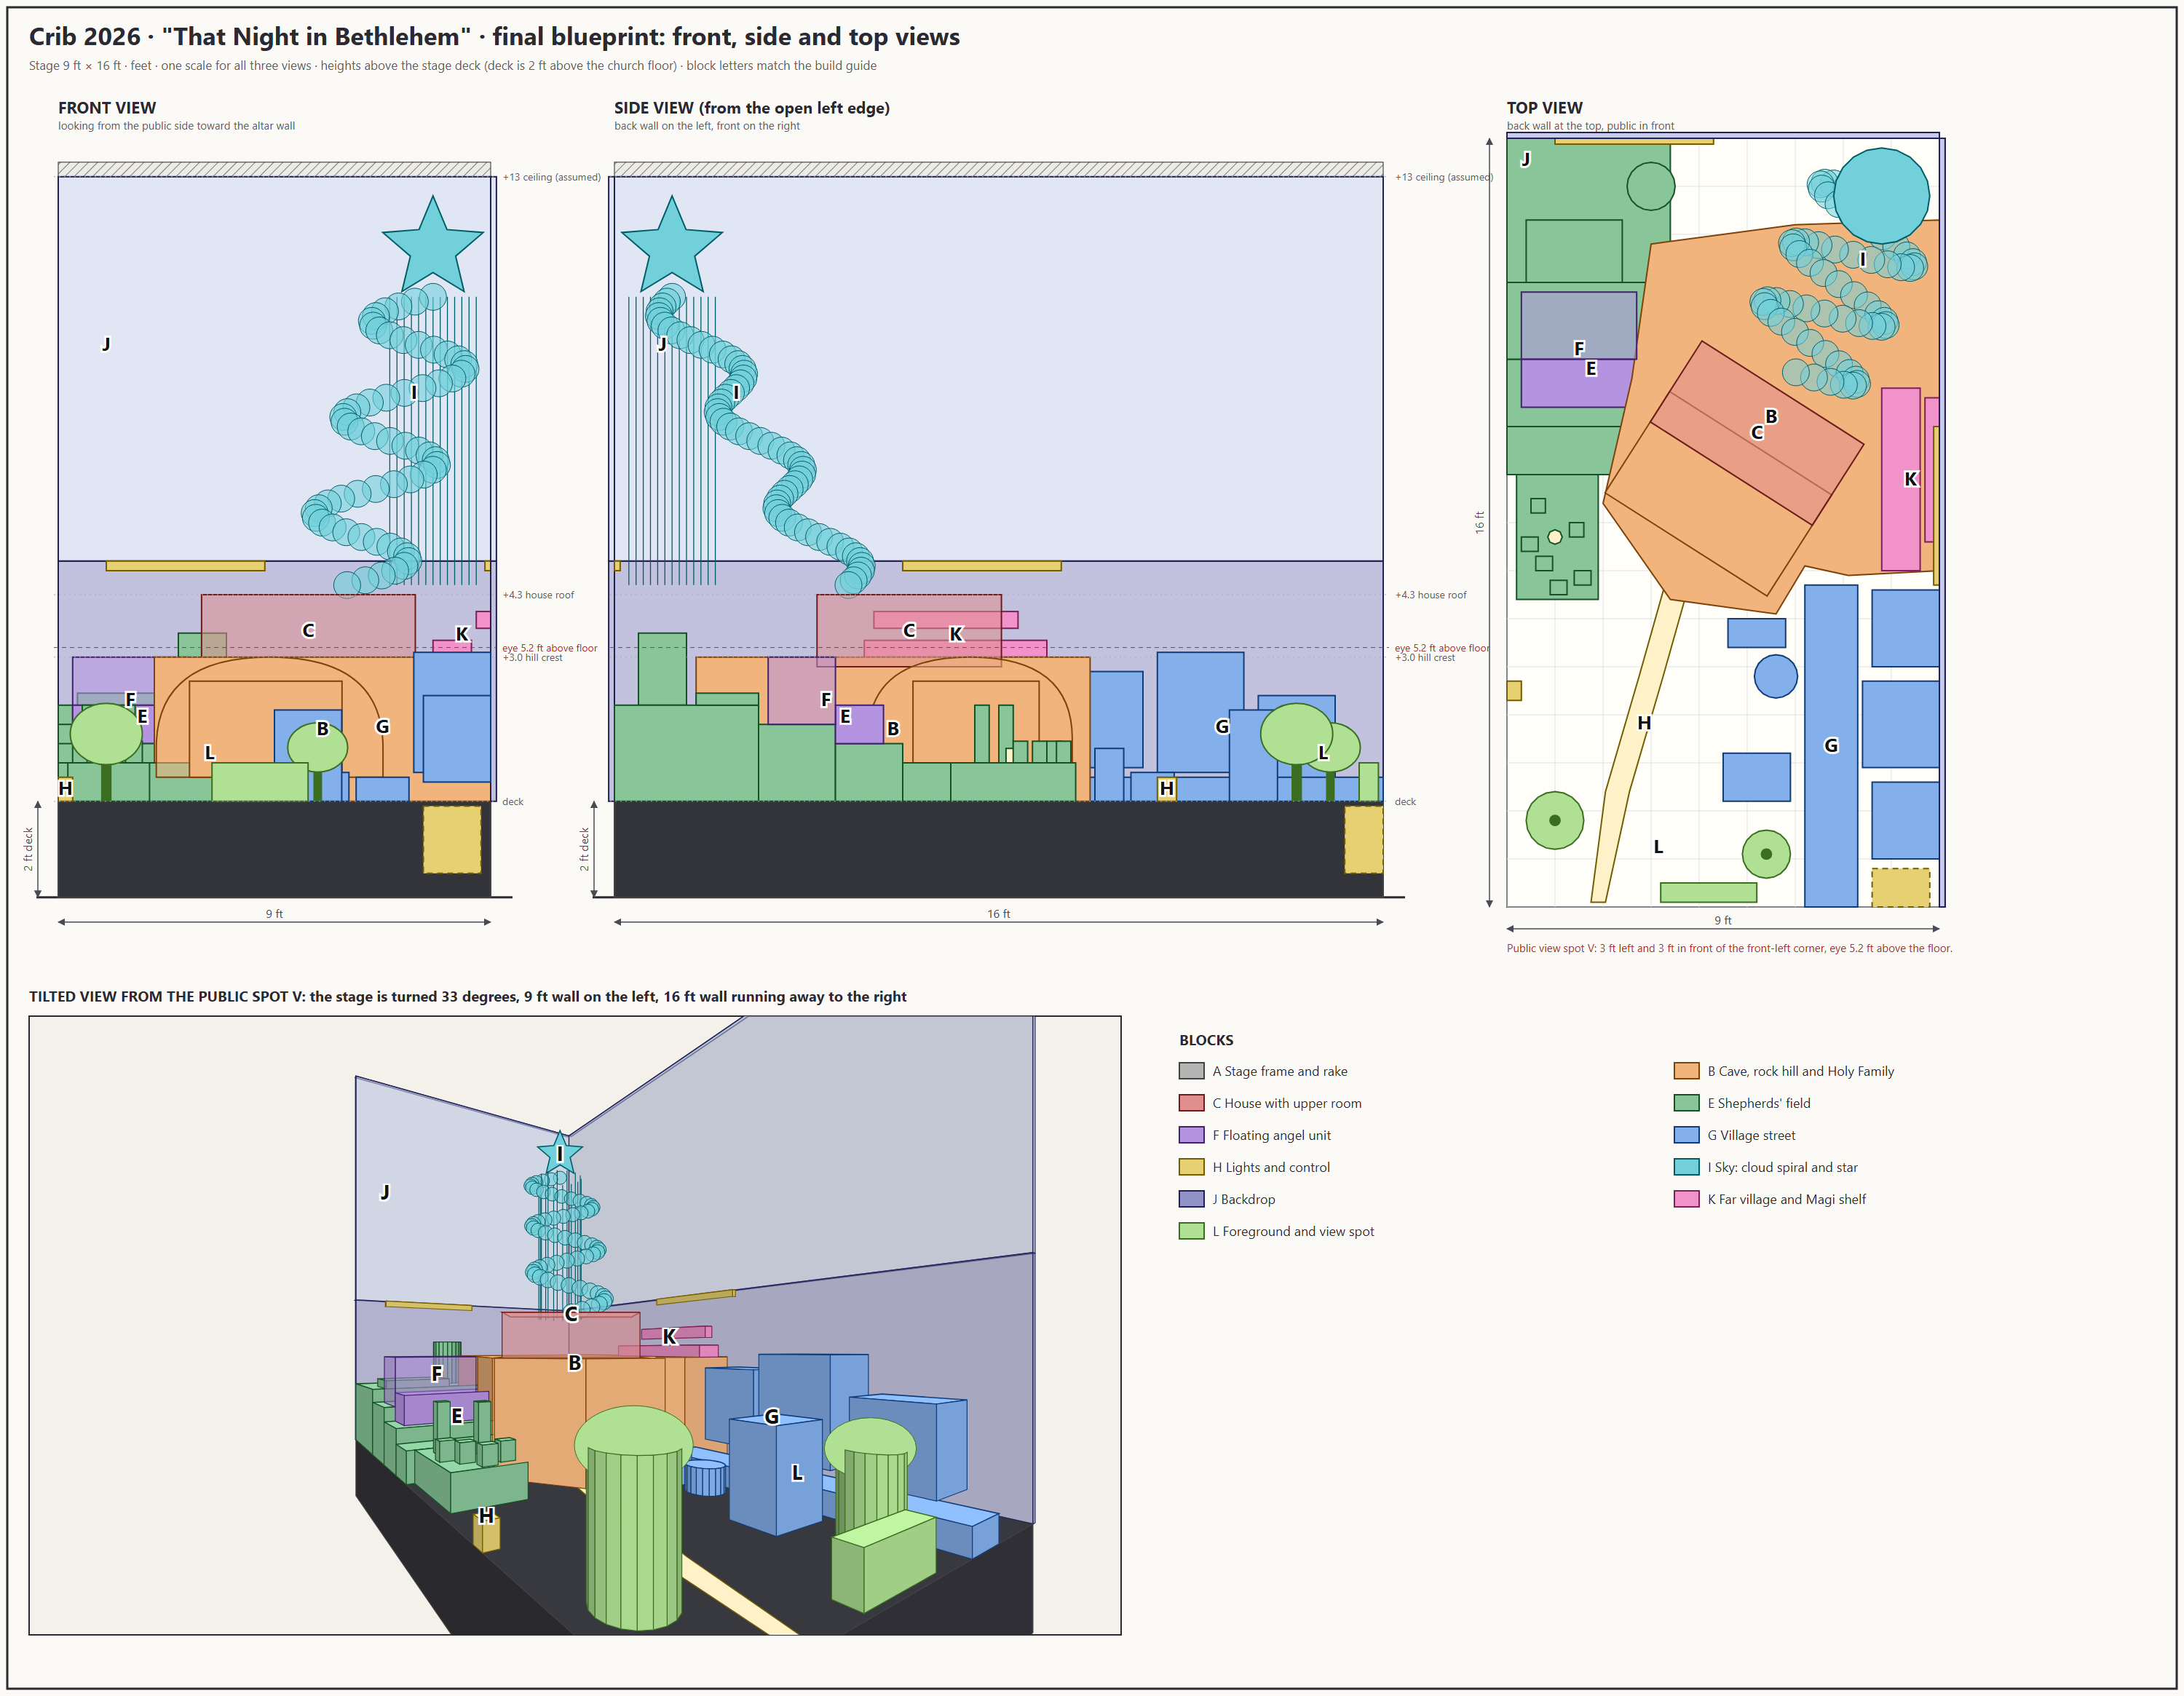 Crib 2026 · "That Night in Bethlehem" · final blueprint: front, side and top views
Stage 9 ft × 16 ft · feet · one scale for all three views · heights above the stage deck (deck is 2 ft above the church floor) · block letters match the build guide
FRONT VIEW
looking from the public side toward the altar wall
+13 ceiling (assumed)
J
I
+4.3 house roof
C
K
eye 5.2 ft above floor
+3.0 hill crest
F
E
B
G
L
H
deck
2 ft deck
9 ft
SIDE VIEW (from the open left edge)
back wall on the left, front on the right
+13 ceiling (assumed)
J
I
+4.3 house roof
C
K
eye 5.2 ft above floor
+3.0 hill crest
F
E
B
G
L
H
deck
2 ft deck
16 ft
TOP VIEW
back wall at the top, public in front
J
I
F
E
B
C
K
16 ft
H
G
L
9 ft
Public view spot V: 3 ft left and 3 ft in front of the front-left corner, eye 5.2 ft above the floor.
TILTED VIEW FROM THE PUBLIC SPOT V: the stage is turned 33 degrees, 9 ft wall on the left, 16 ft wall running away to the right
I
J
C
K
B
F
E
G
L
H
BLOCKS
A Stage frame and rake
B Cave, rock hill and Holy Family
C House with upper room
E Shepherds' field
F Floating angel unit
G Village street
H Lights and control
I Sky: cloud spiral and star
J Backdrop
K Far village and Magi shelf
L Foreground and view spot